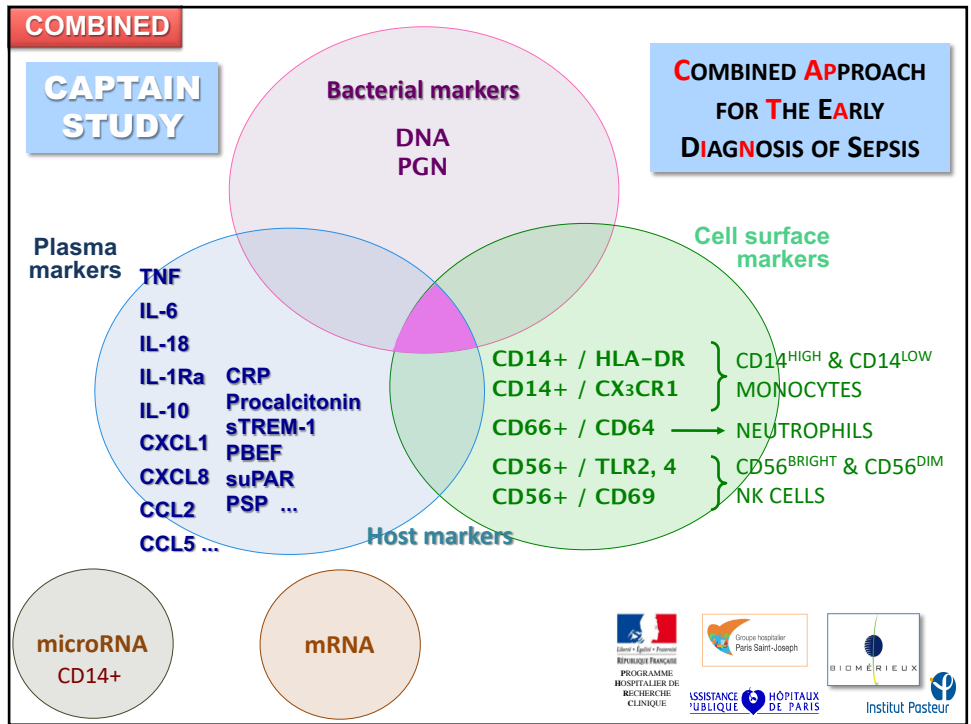 COMBINED
CAPTAIN
STUDY
COMBINED APPROACH
FOR THE EARLY
DIAGNOSIS OF SEPSIS
Bacterial markers
DNA
PGN
Plasma
markers
TNF
IL-6
IL-18
IL-1Ra
IL-10
CXCL1
CXCL8
CCL2
CCL5 ...
CRP
Procalcitonin
sTREM-1
PBEF
suPAR
PSP ...
Cell surface
markers
CD14+ / HLA-DR
CD14+ / CX3CR1
CD14HIGH & CD14LOW
MONOCYTES
CD66+ / CD64
NEUTROPHILS
CD56+ / TLR2, 4
CD56+ / CD69
CD56BRIGHT & CD56DIM
NK CELLS
Host markers
microRNA
CD14+
mRNA
Liberté • Égalité • Fraternité
RÉPUBLIQUE FRANÇAISE
PROGRAMME
HOSPITALIER DE
RECHERCHE
CLINIQUE
Groupe hospitalier
Paris Saint-Joseph
BIOMÉRIEUX
ASSISTANCE
PUBLIQUE
HÔPITAUX
DE PARIS
Institut Pasteur